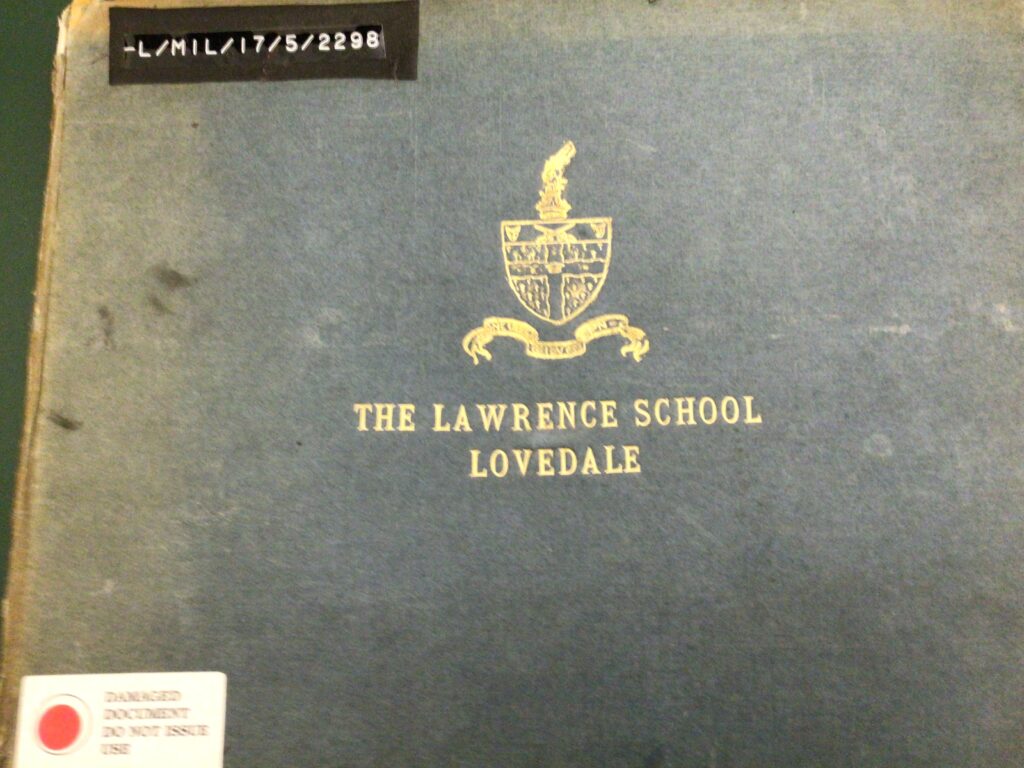 -L/MIL/17/5/2298
THE LAWRENCE SCHOOL
LOVEDALE
DAMAGED
DOCUMENT
DO NOT ISSUE
USE